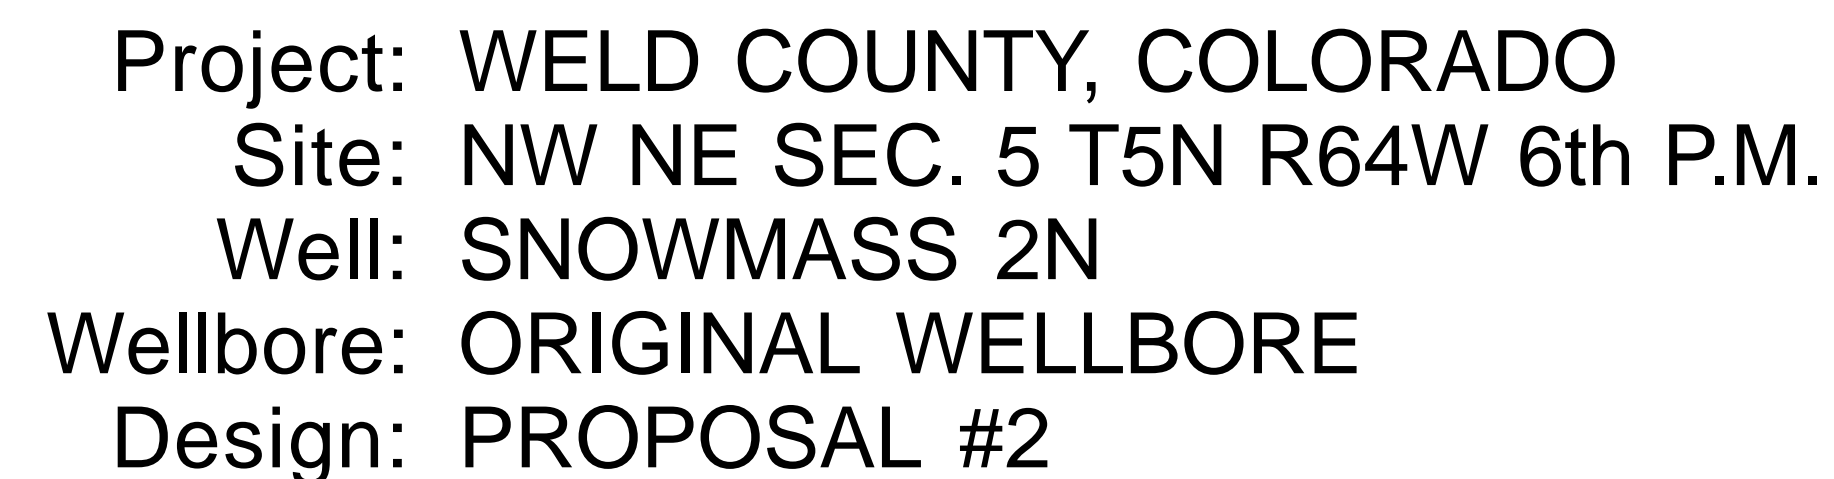 Project: WELD COUNTY, COLORADO
Site: NW NE SEC. 5 T5N R64W 6th P.M.
Well: SNOWMASS 2N
Wellbore: ORIGINAL WELLBORE
Design: PROPOSAL #2